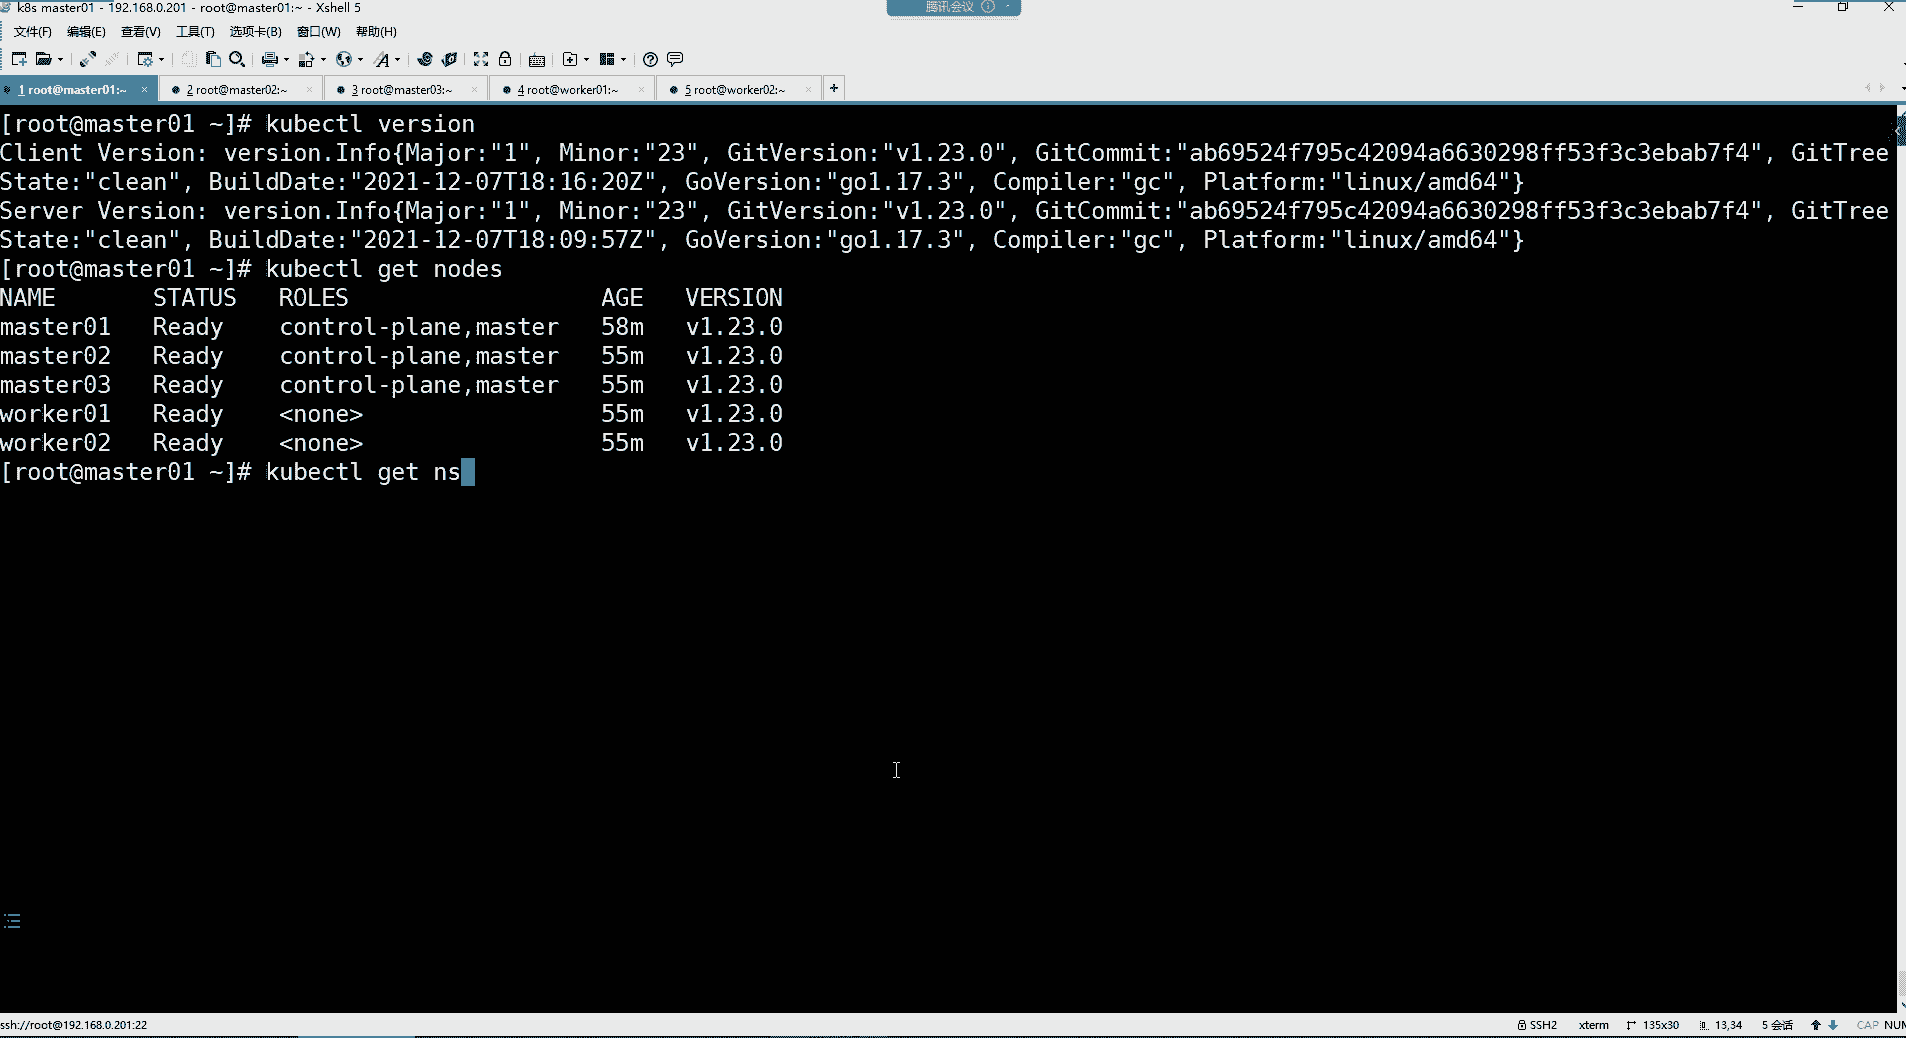 k8s master01 - 192.168.0.201 - root@master01:~ - Xshell 5
腾讯会议
文件(F) 编辑(E) 查看(V) 工具(T) 选项卡(B) 窗口(W) 帮助(H)
1 root@master01:~ × 2 root@master02:~ × 3 root@master03:~ × 4 root@worker01:~ × 5 root@worker02:~ × +
[root@master01 ~]# kubectl version
Client Version: version.Info{Major:"1", Minor:"23", GitVersion:"v1.23.0", GitCommit:"ab69524f795c42094a6630298ff53f3c3ebab7f4", GitTree
State:"clean", BuildDate:"2021-12-07T18:16:20Z", GoVersion:"go1.17.3", Compiler:"gc", Platform:"linux/amd64"}
Server Version: version.Info{Major:"1", Minor:"23", GitVersion:"v1.23.0", GitCommit:"ab69524f795c42094a6630298ff53f3c3ebab7f4", GitTree
State:"clean", BuildDate:"2021-12-07T18:09:57Z", GoVersion:"go1.17.3", Compiler:"gc", Platform:"linux/amd64"}
[root@master01 ~]# kubectl get nodes
NAME STATUS ROLES AGE VERSION
master01 Ready control-plane,master 58m v1.23.0
master02 Ready control-plane,master 55m v1.23.0
master03 Ready control-plane,master 55m v1.23.0
worker01 Ready <none> 55m v1.23.0
worker02 Ready <none> 55m v1.23.0
[root@master01 ~]# kubectl get ns
ssh://root@192.168.0.201:22 SSH2 xterm 135x30 13,34 5 会话 CAP NUM